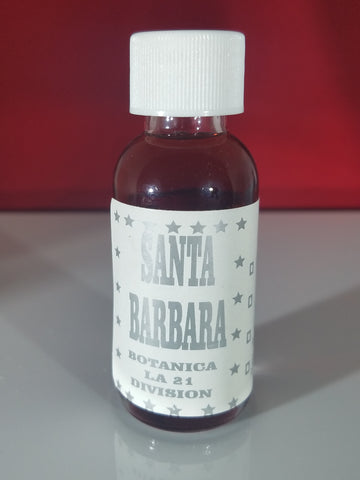 SANTA
BARBARA
BOTANICA
LA 21
DIVISION